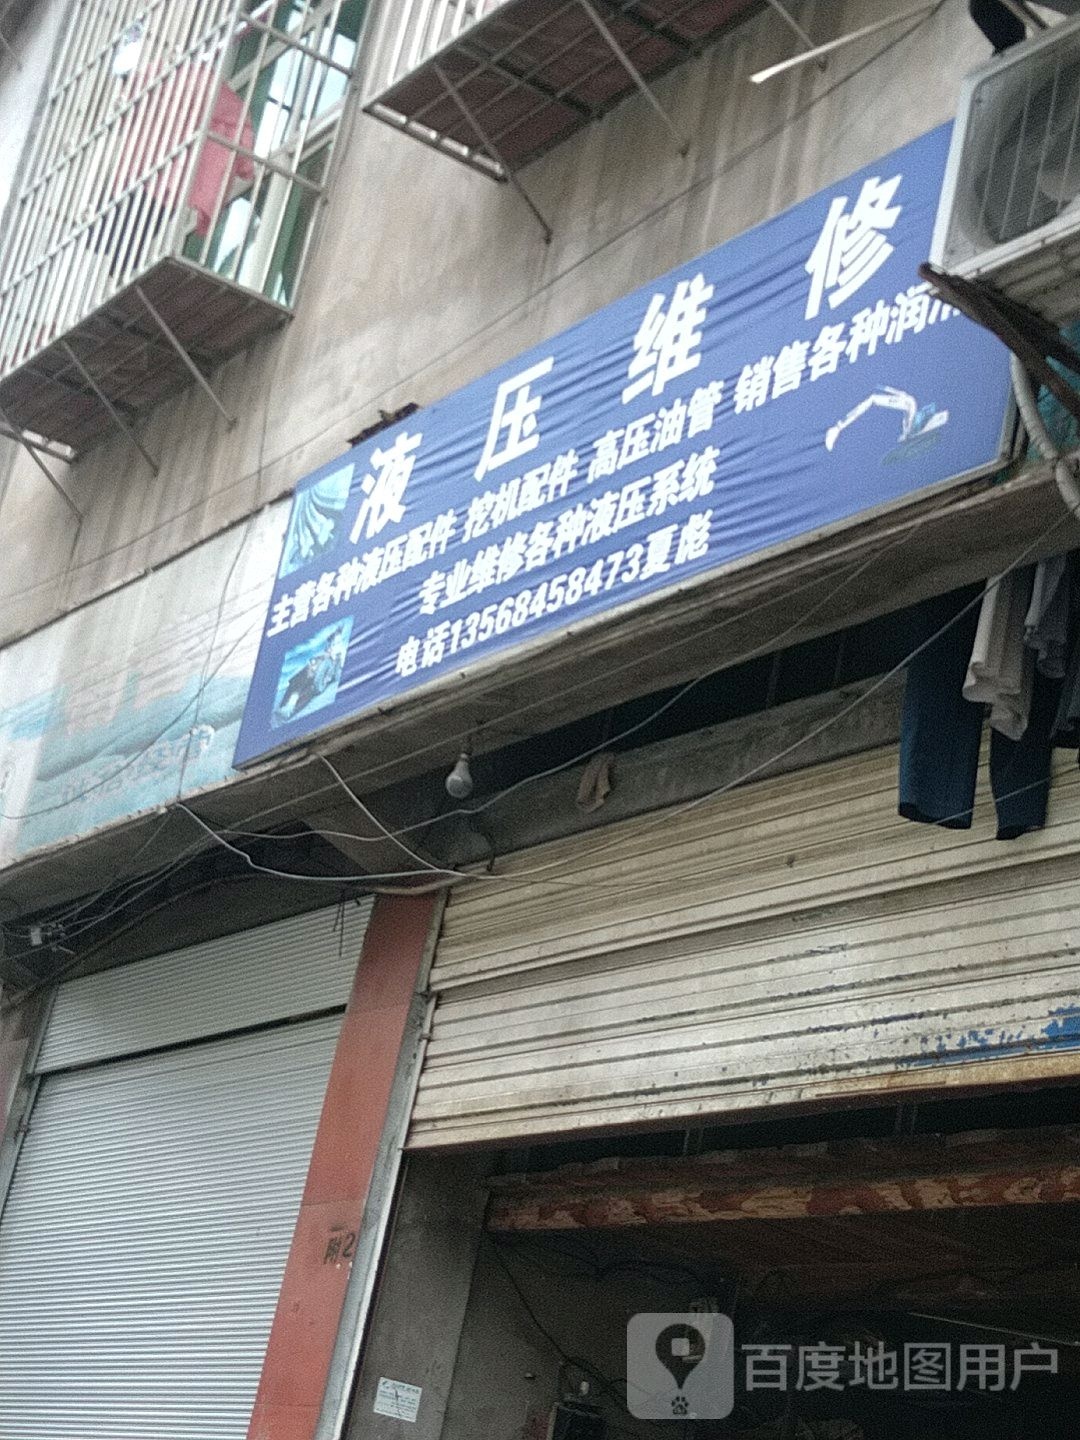 液压维修
主营各种液压配件 挖机配件 高压油管 销售各种润
专业维修各种液压系统
电话13568458473夏彪
附2
百度地图用户